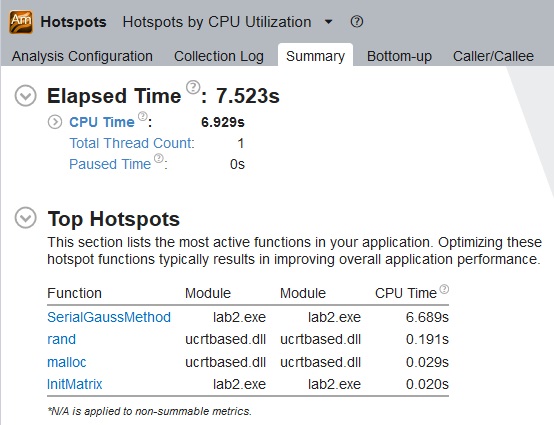 Am Hotspots Hotspots by CPU Utilization ?
Analysis Configuration Collection Log Summary Bottom-up Caller/Callee
Elapsed Time ?: 7.523s
CPU Time ?: 6.929s
Total Thread Count: 1
Paused Time ?: 0s
Top Hotspots
This section lists the most active functions in your application. Optimizing these
hotspot functions typically results in improving overall application performance.
Function Module Module CPU Time ?
SerialGaussMethod lab2.exe lab2.exe 6.689s
rand ucrtbased.dll ucrtbased.dll 0.191s
malloc ucrtbased.dll ucrtbased.dll 0.029s
InitMatrix lab2.exe lab2.exe 0.020s
*N/A is applied to non-summable metrics.